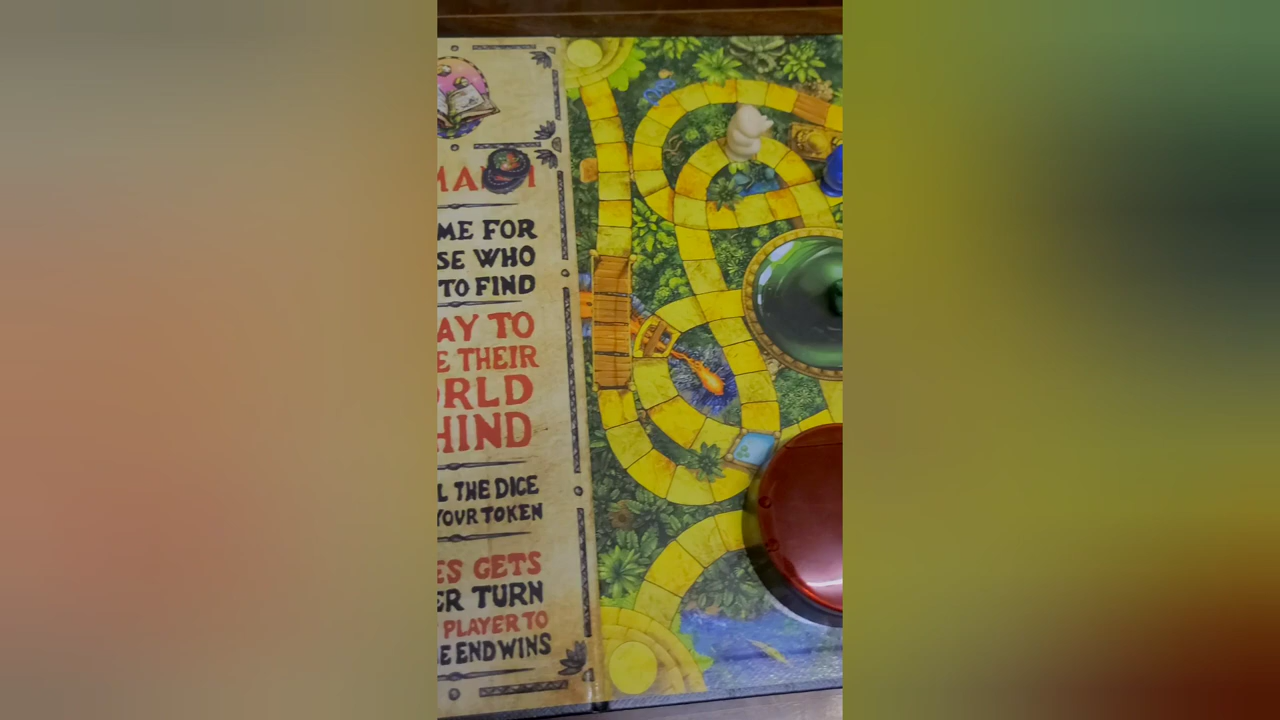 MA
ME FOR
SE WHO
TO FIND
AY TO
E THEIR
ORLD
HIND
L THE DICE
YOUR TOKEN
ES GETS
ER TURN
PLAYER TO
E END WINS